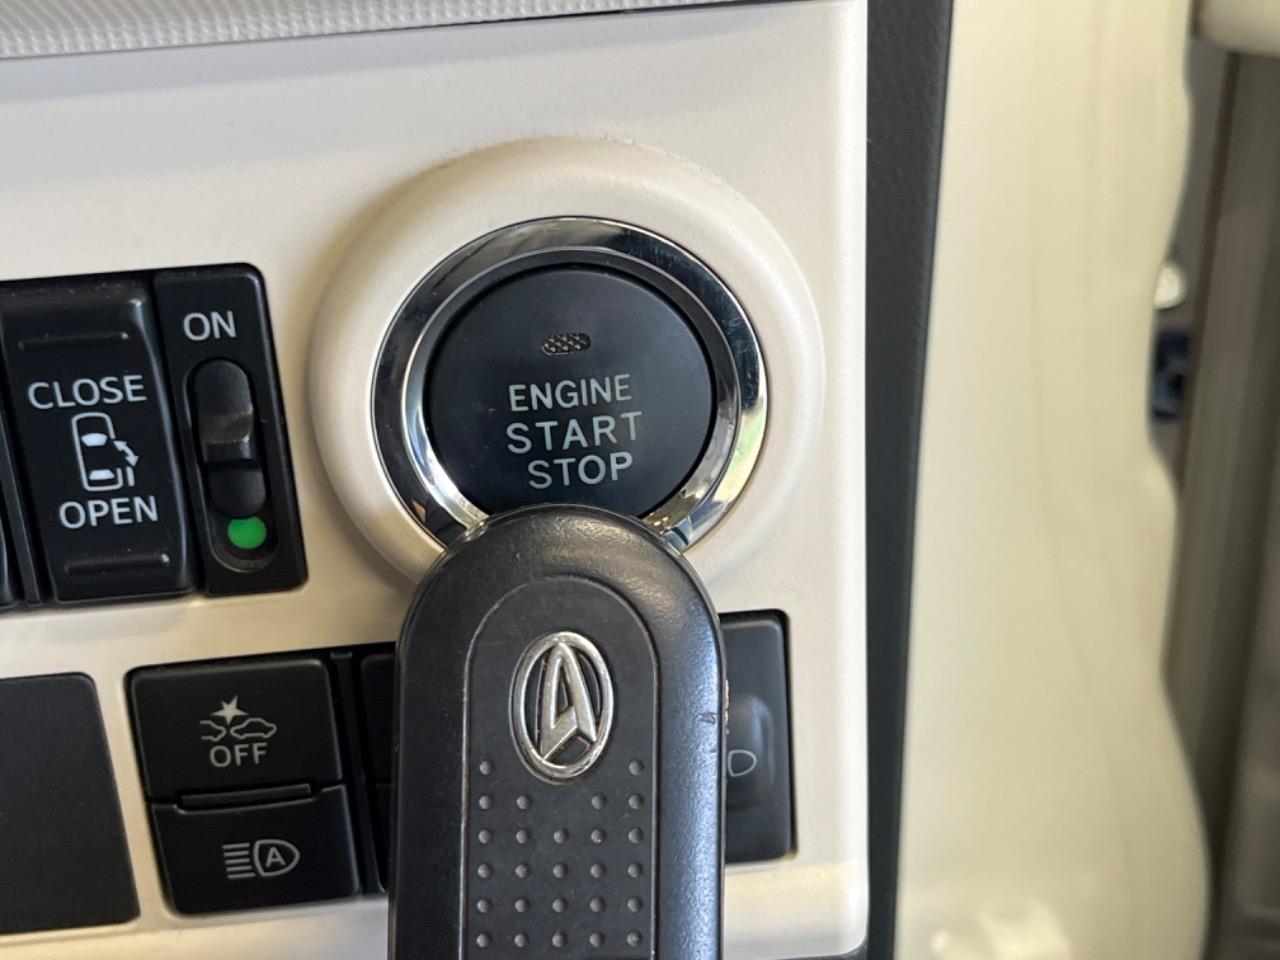 ON
CLOSE
OPEN
ENGINE
START
STOP
OFF
A